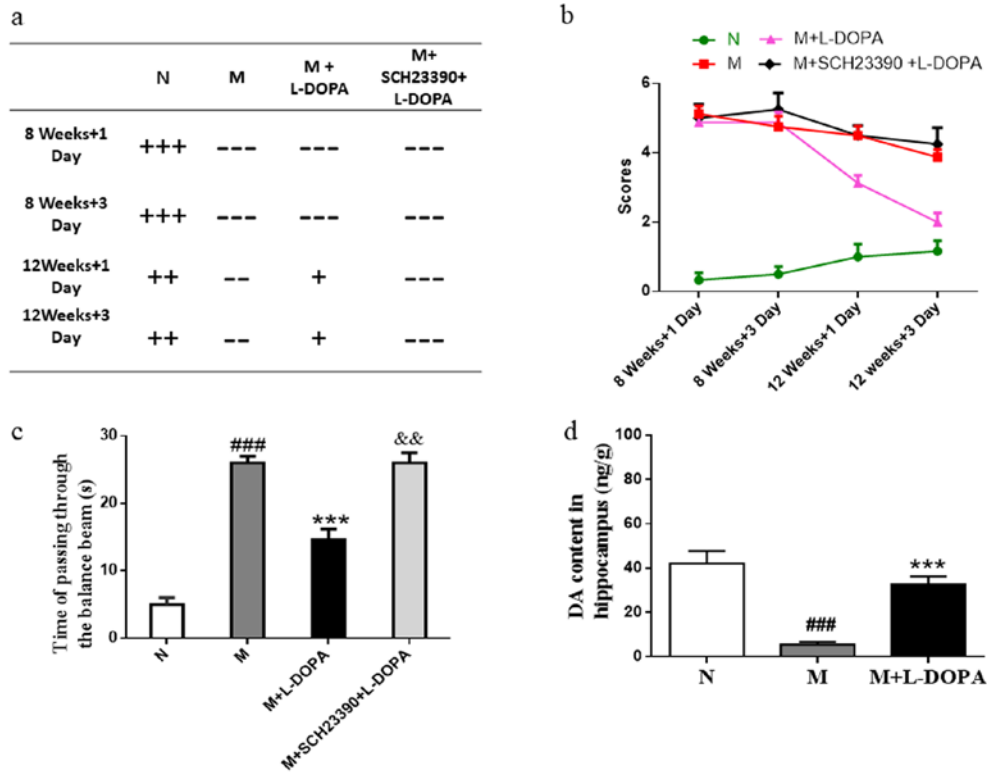 a
N M M + L-DOPA M+ SCH23390+ L-DOPA
8 Weeks+1 Day +++ --- --- ---
8 Weeks+3 Day +++ --- --- ---
12Weeks+1 Day ++ -- + ---
12Weeks+3 Day ++ -- + ---
b
N M+L-DOPA
M M+SCH23390 +L-DOPA
Scores
6
4
2
0
8 Weeks+1 Day
8 Weeks+3 Day
12 Weeks+1 Day
12 weeks+3 Day
c
Time of passing through
the balance beam (s)
30
20
10
0
###
***
&&
N
M
M+L-DOPA
M+SCH23390+L-DOPA
d
DA content in
hippocampus (ng/g)
100
80
60
40
20
0
###
***
N M M+L-DOPA